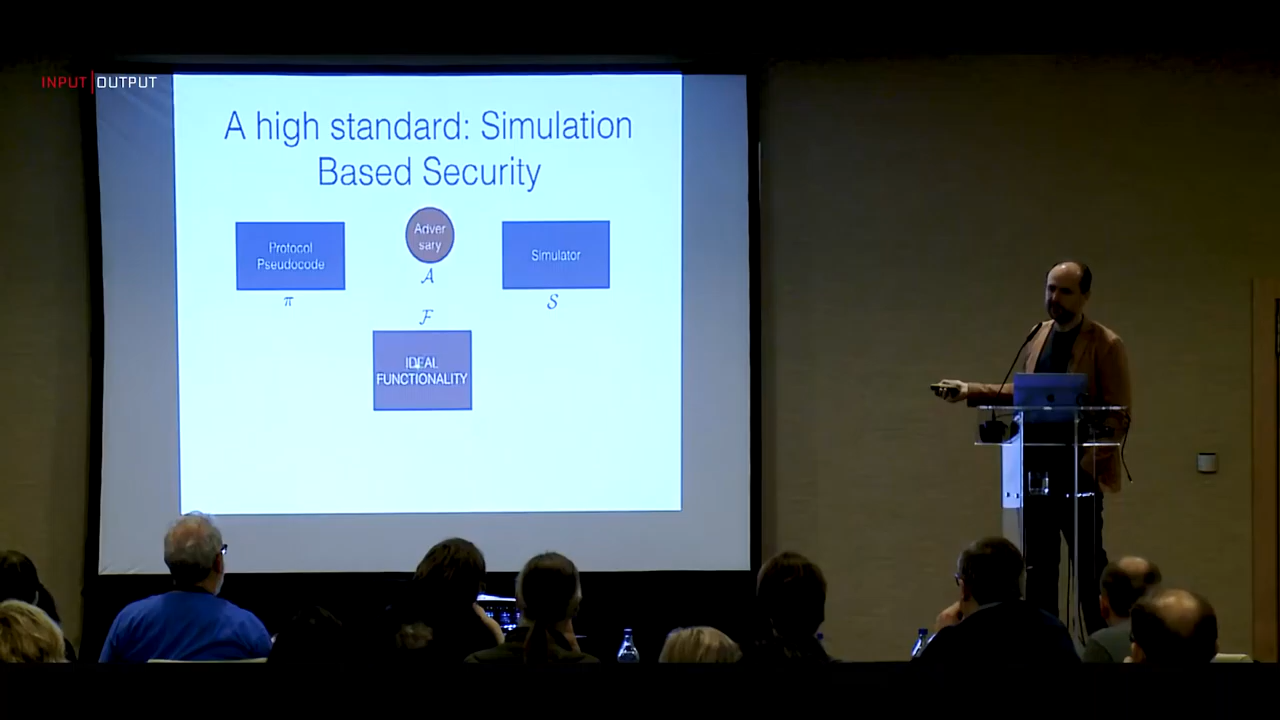 INPUT|OUTPUT
A high standard: Simulation
Based Security
Protocol
Pseudocode
π
Adver
sary
𝒜
Simulator
𝒮
ℱ
IDEAL
FUNCTIONALITY